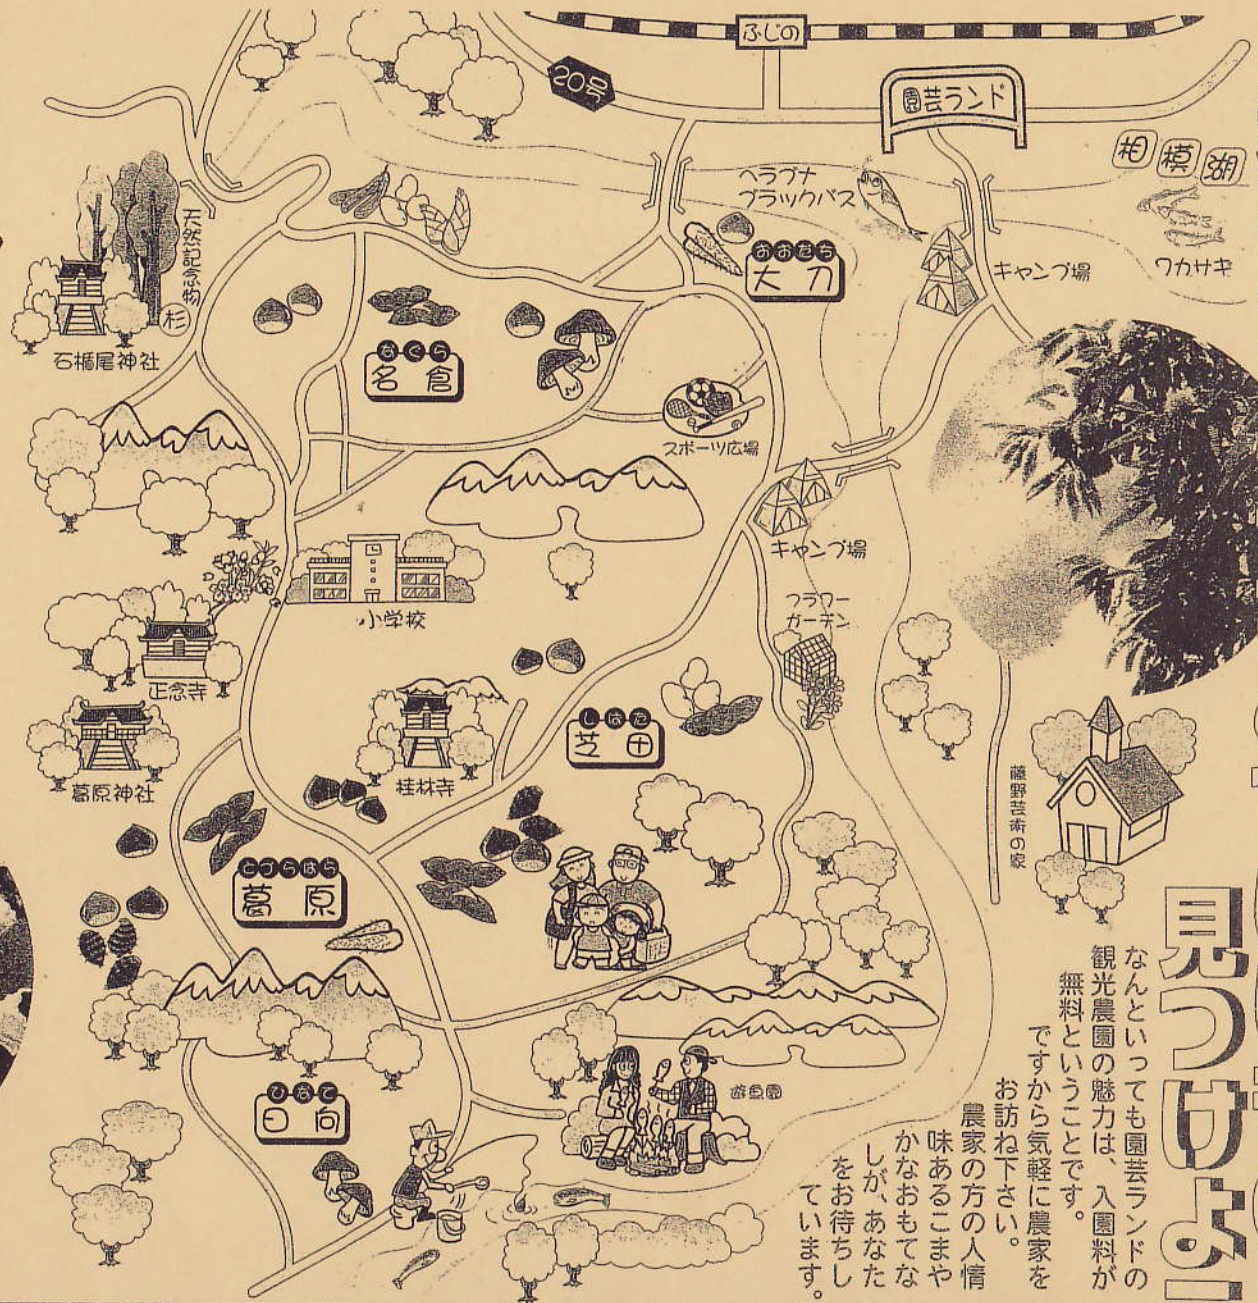 ふじの
20号
園芸ランド
相模湖
ヘラブナ
ブラックバス
ワカサギ
キャンプ場
おおだち
大刀
天然記念物
杉
石楯尾神社
なぐら
名倉
スポーツ広場
キャンプ場
小学校
フラワー
ガーデン
正念寺
葛原神社
桂林寺
しばた
芝田
藤野芸術の家
とづらはら
葛原
ひなた
日向
遊魚園
見つけよ!
なんといっても園芸ランドの
観光農園の魅力は、入園料が
無料ということです。
ですから気軽に農家を
お訪ね下さい。
農家の方の人情
味あるこまや
かなおもてな
しが、あなた
をお待ちし
ています。